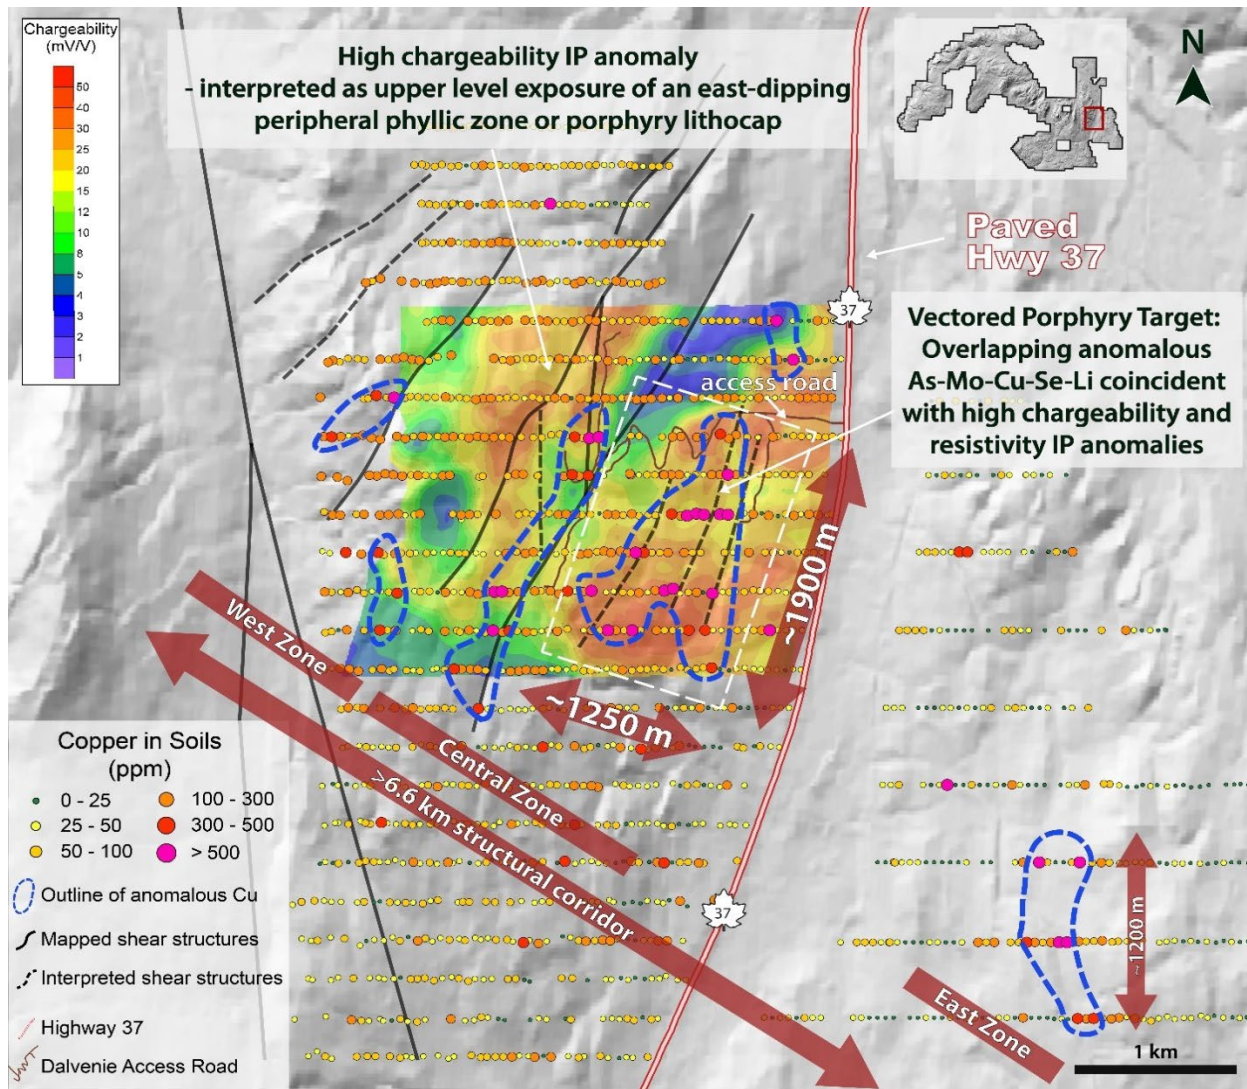 Chargeability
(mV/V)
50
40
30
25
20
15
12
10
8
5
4
3
2
1
High chargeability IP anomaly
- interpreted as upper level exposure of an east-dipping
peripheral phyllic zone or porphyry lithocap
N
Paved
Hwy 37
37
Vectored Porphyry Target:
Overlapping anomalous
As-Mo-Cu-Se-Li coincident
with high chargeability and
resistivity IP anomalies
access road
~1900 m
West Zone
~1250 m
Central Zone
>6.6 km structural corridor
37
~1200 m
East Zone
1 km
Copper in Soils
(ppm)
0 - 25
25 - 50
50 - 100
100 - 300
300 - 500
> 500
Outline of anomalous Cu
Mapped shear structures
Interpreted shear structures
Highway 37
Dalvenie Access Road